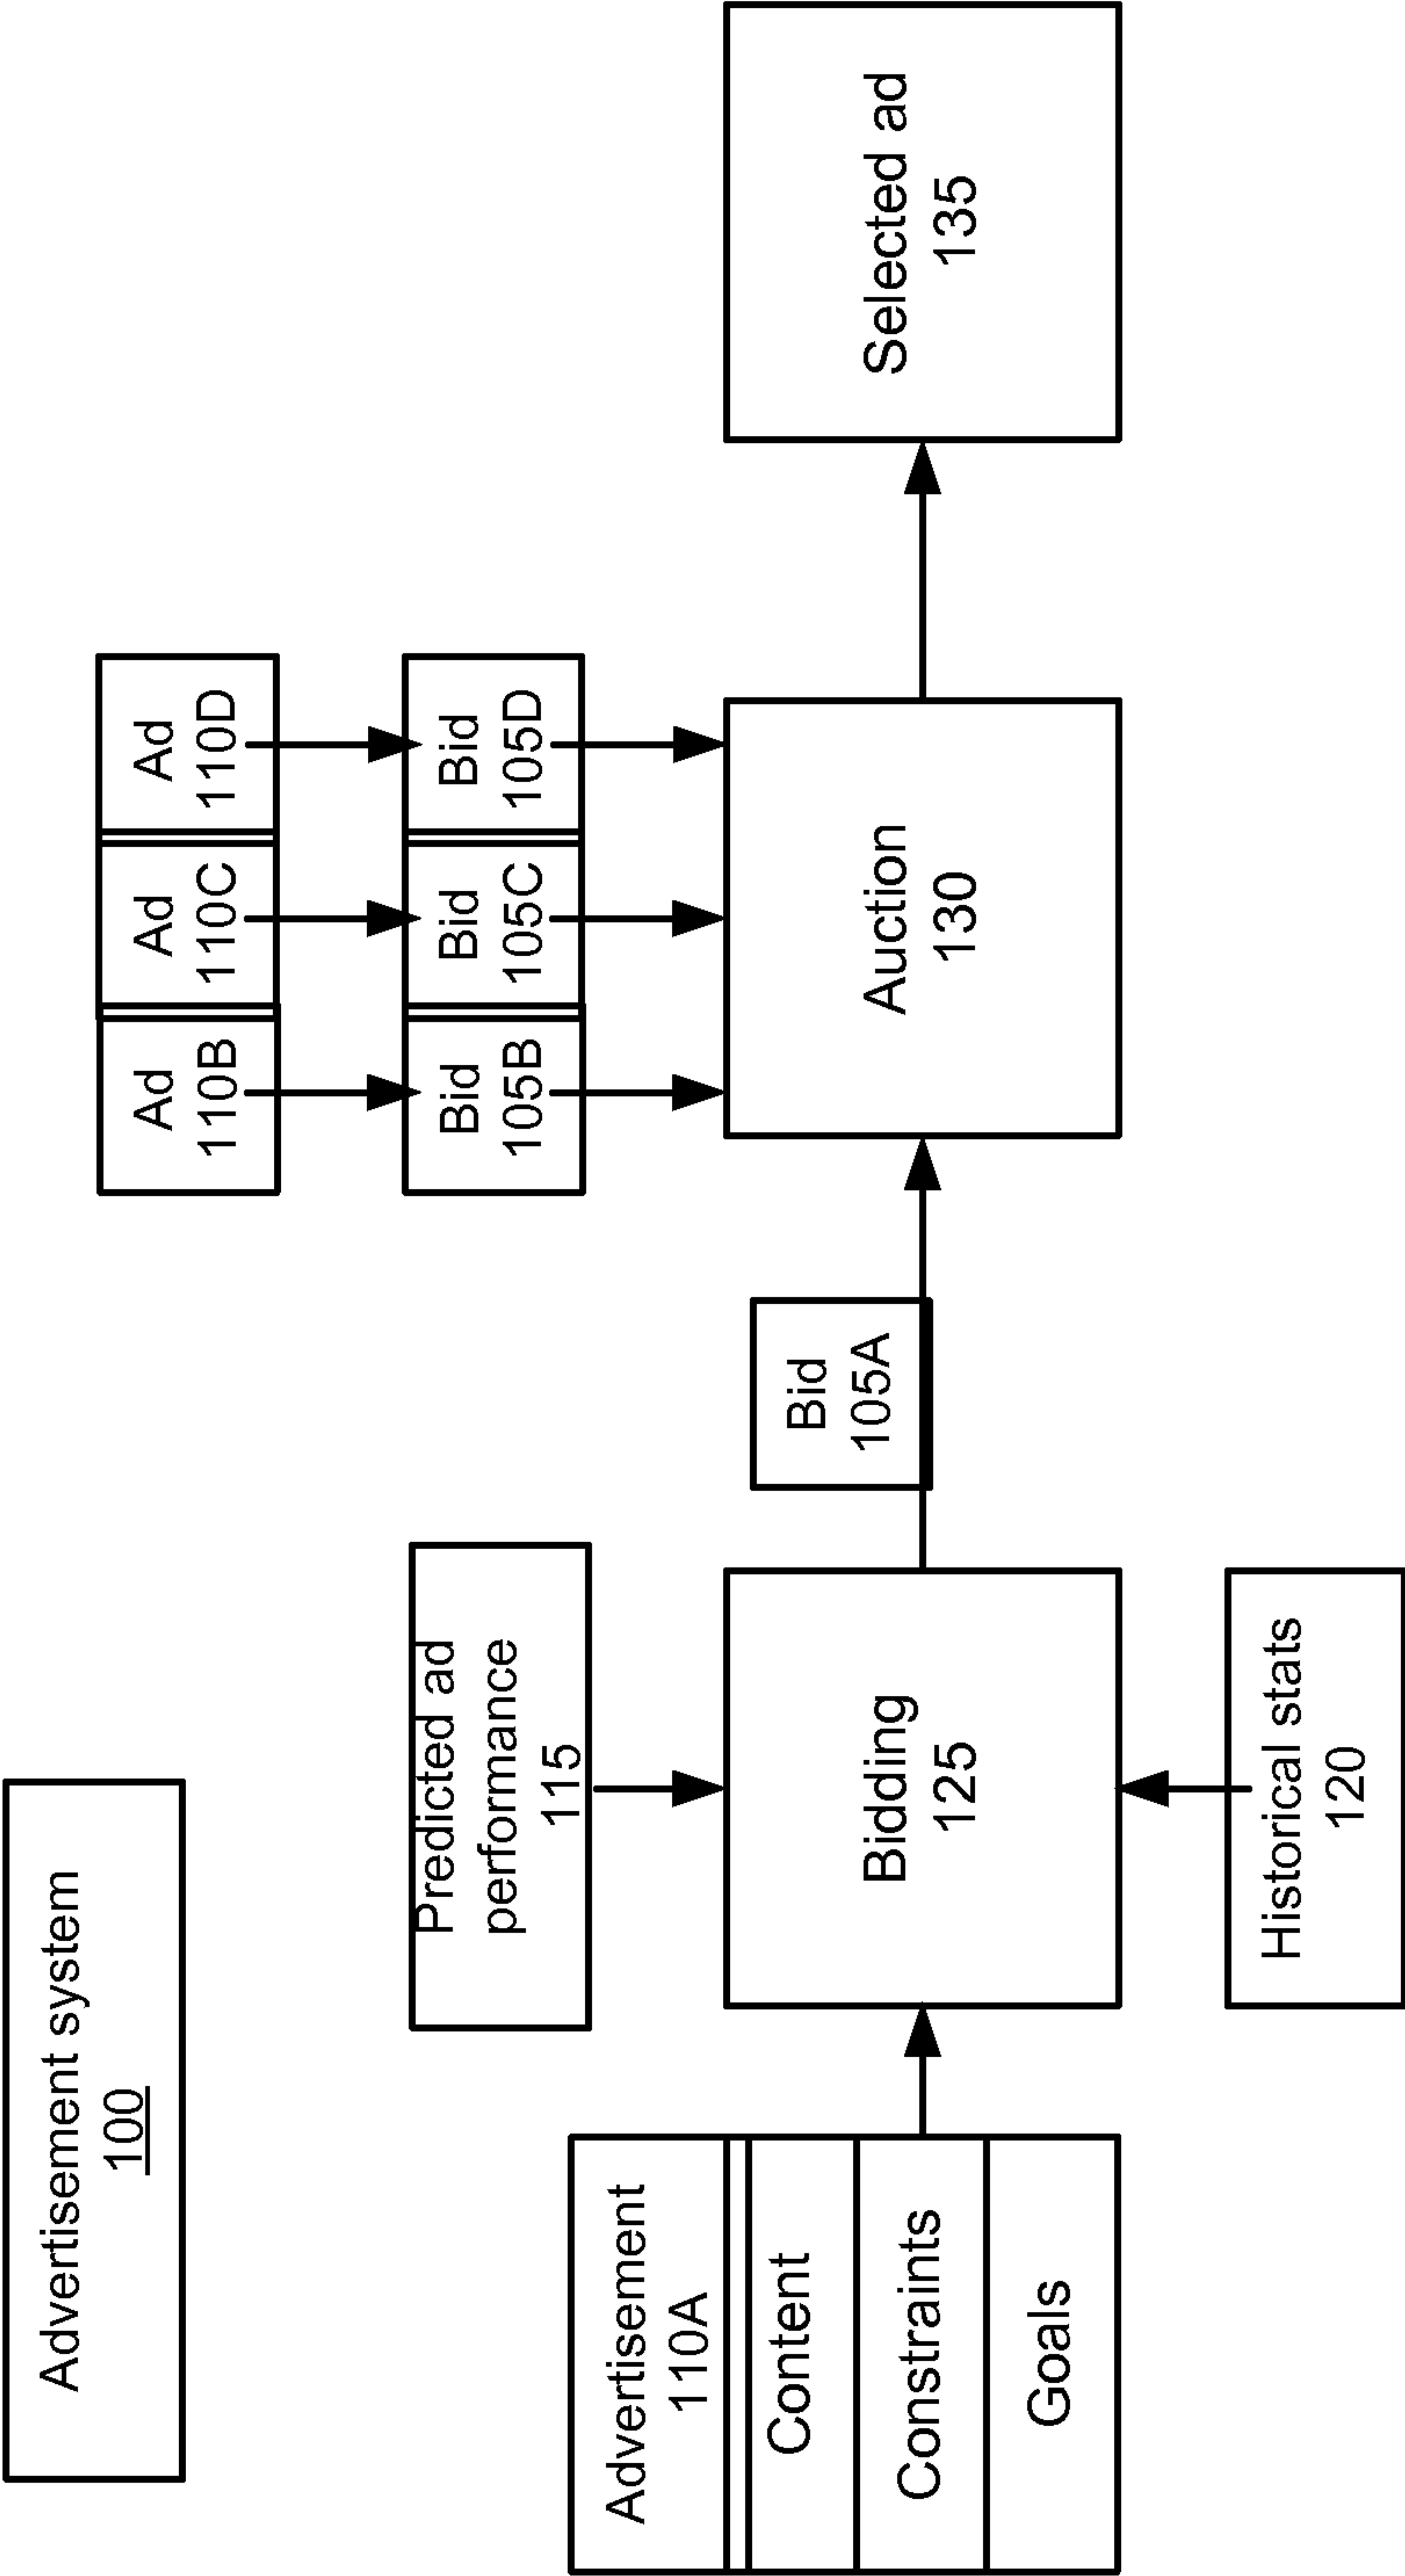 Advertisement system
100
Ad
110B
Ad
110C
Ad
110D
Predicted ad
performance
115
Bid
105B
Bid
105C
Bid
105D
Advertisement
110A
Content
Constraints
Goals
Bidding
125
Bid
105A
Auction
130
Selected ad
135
Historical stats
120